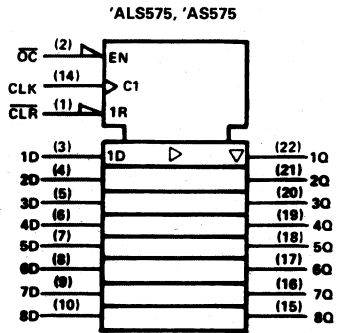 'ALS575, 'AS575
OC (2) EN
CLK (14) C1
CLR (1) 1R
1D (3) 1D (22) 1Q
2D (4) (21) 2Q
3D (5) (20) 3Q
4D (6) (19) 4Q
5D (7) (18) 5Q
6D (8) (17) 6Q
7D (9) (16) 7Q
8D (10) (15) 8Q